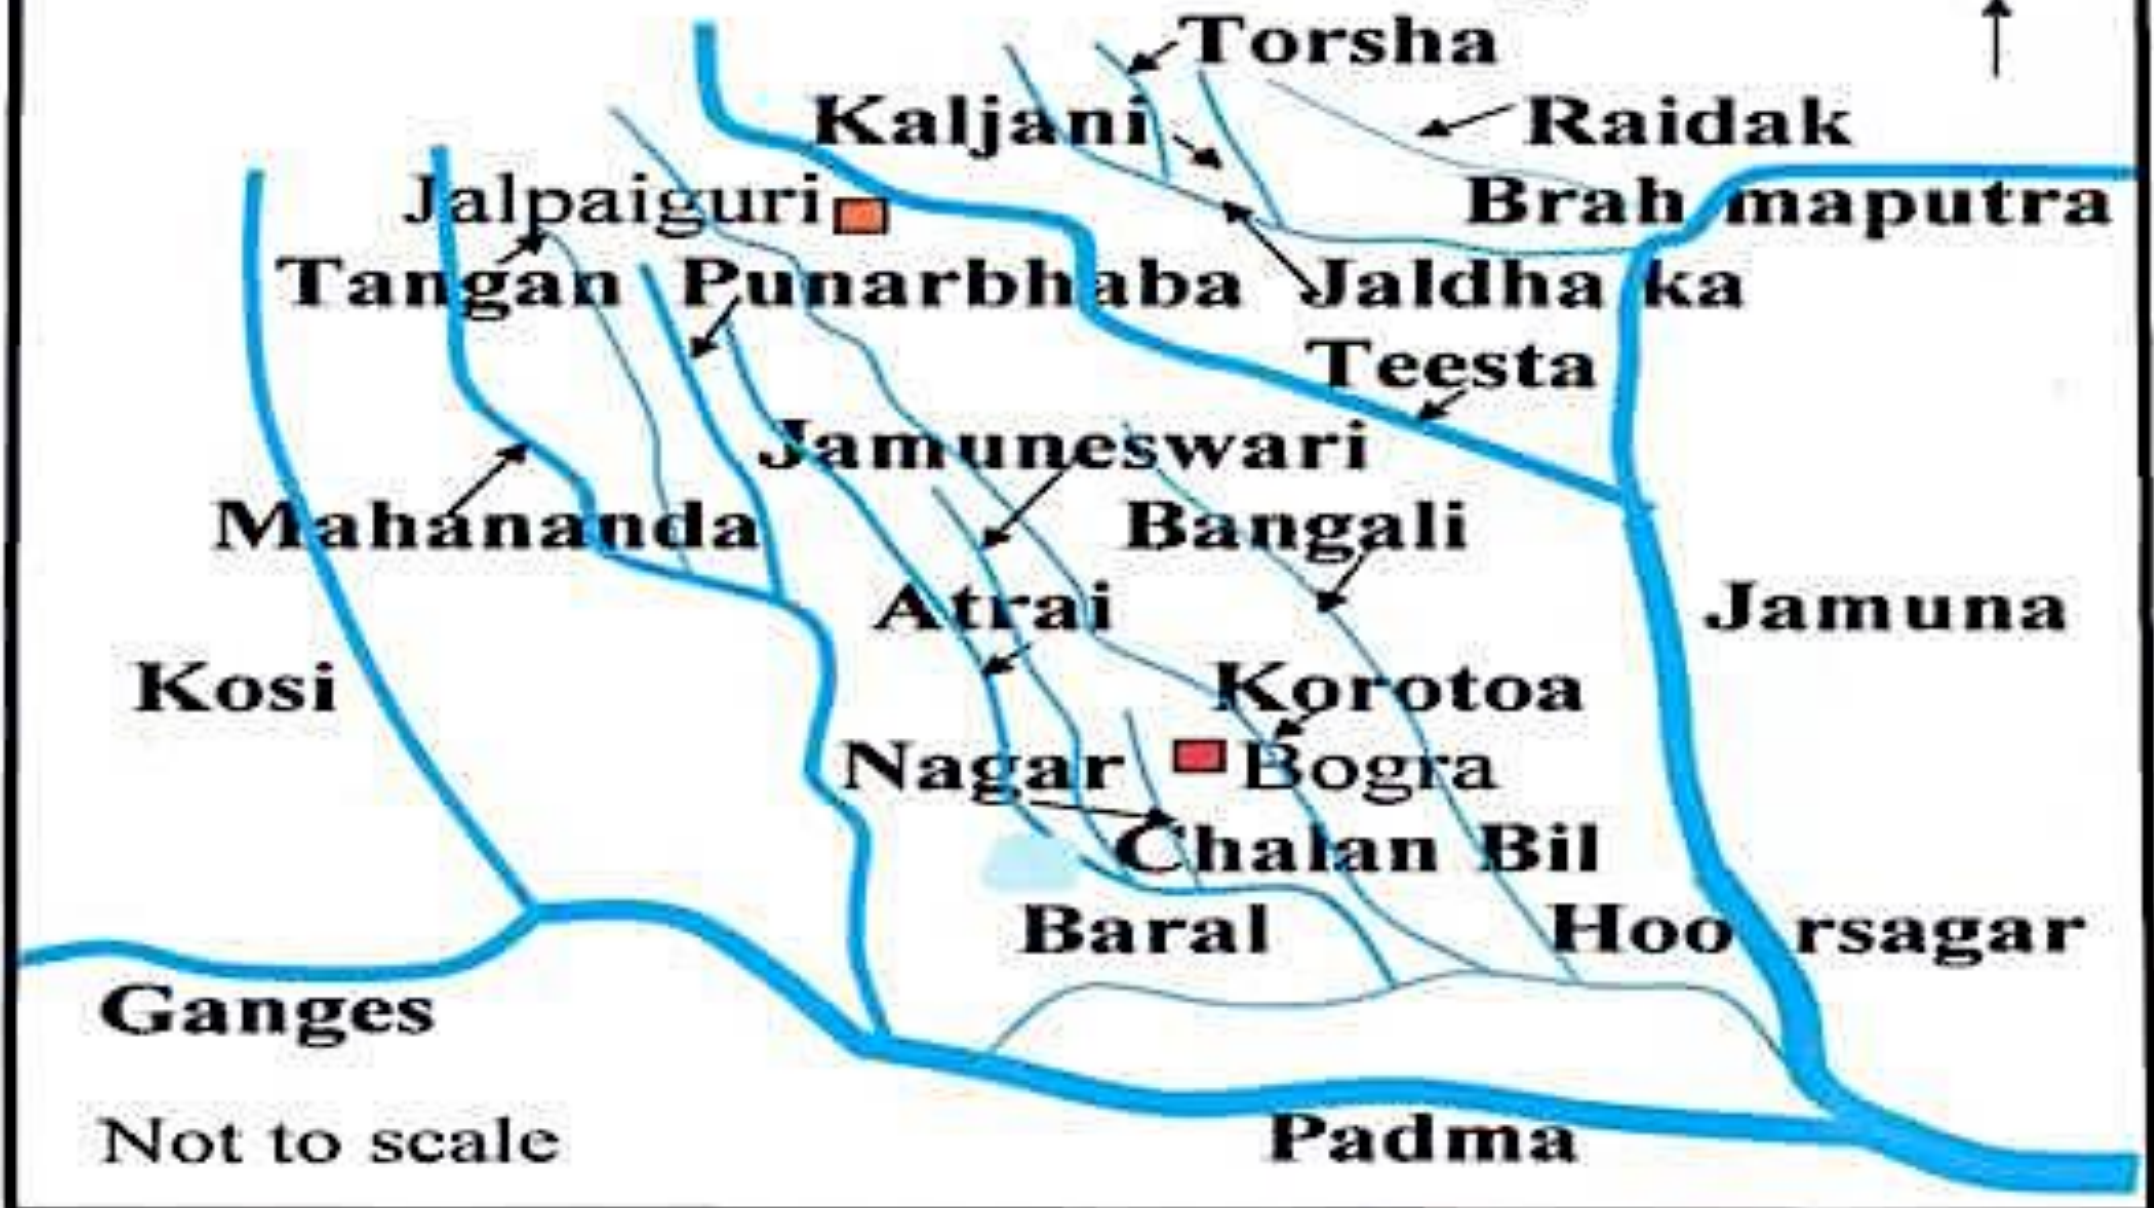 Torsha
Kaljani
Raidak
Jalpaiguri
Brah maputra
Tangan
Punarbhaba
Jaldha ka
Teesta
Jamuneswari
Mahananda
Bangali
Atrai
Jamuna
Kosi
Korotoa
Nagar
Bogra
Chalan Bil
Baral
Hoo rsagar
Ganges
Padma
Not to scale